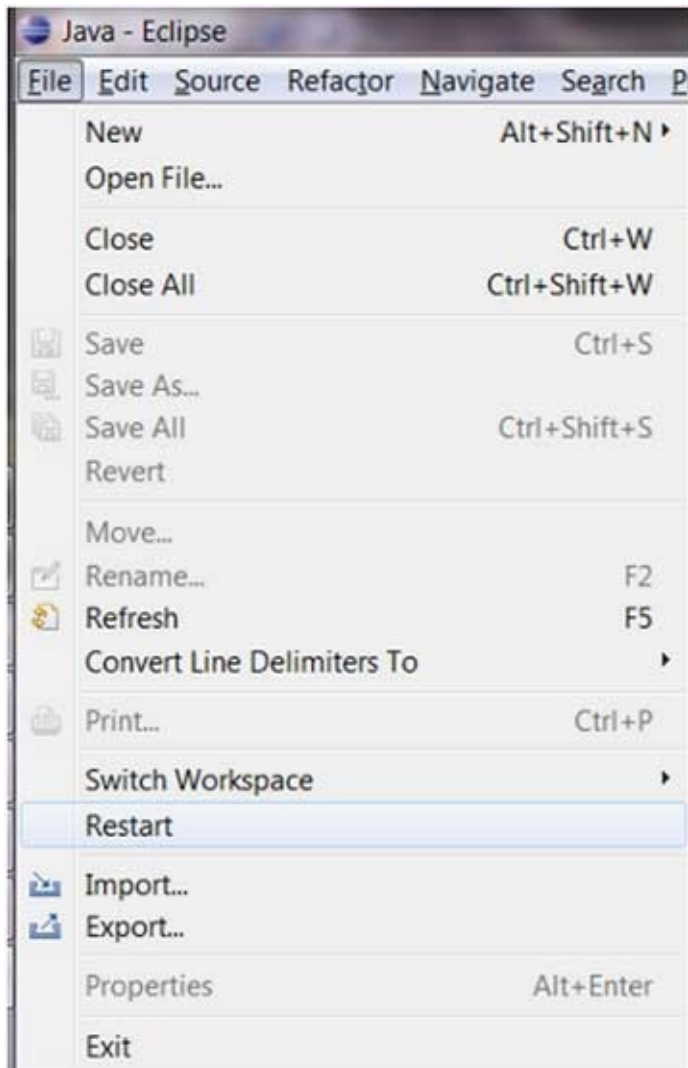 Java - Eclipse
File Edit Source Refactor Navigate Search P
New Alt+Shift+N
Open File...
Close Ctrl+W
Close All Ctrl+Shift+W
Save Ctrl+S
Save As...
Save All Ctrl+Shift+S
Revert
Move...
Rename... F2
Refresh F5
Convert Line Delimiters To
Print... Ctrl+P
Switch Workspace
Restart
Import...
Export...
Properties Alt+Enter
Exit